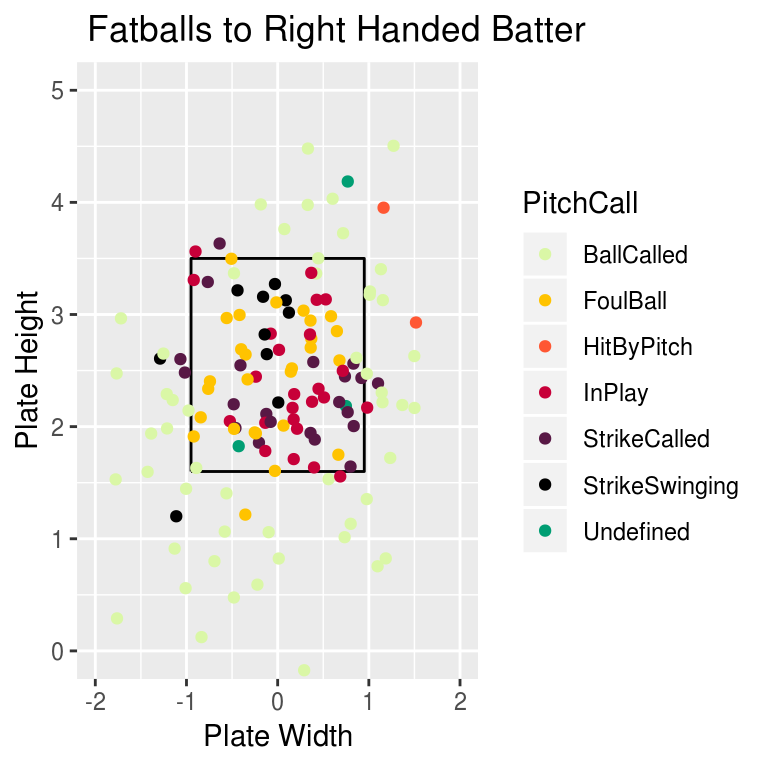 Fatballs to Right Handed Batter
5
4
3
2
1
0
-2 -1 0 1 2
Plate Height
Plate Width
PitchCall
BallCalled
FoulBall
HitByPitch
InPlay
StrikeCalled
StrikeSwinging
Undefined